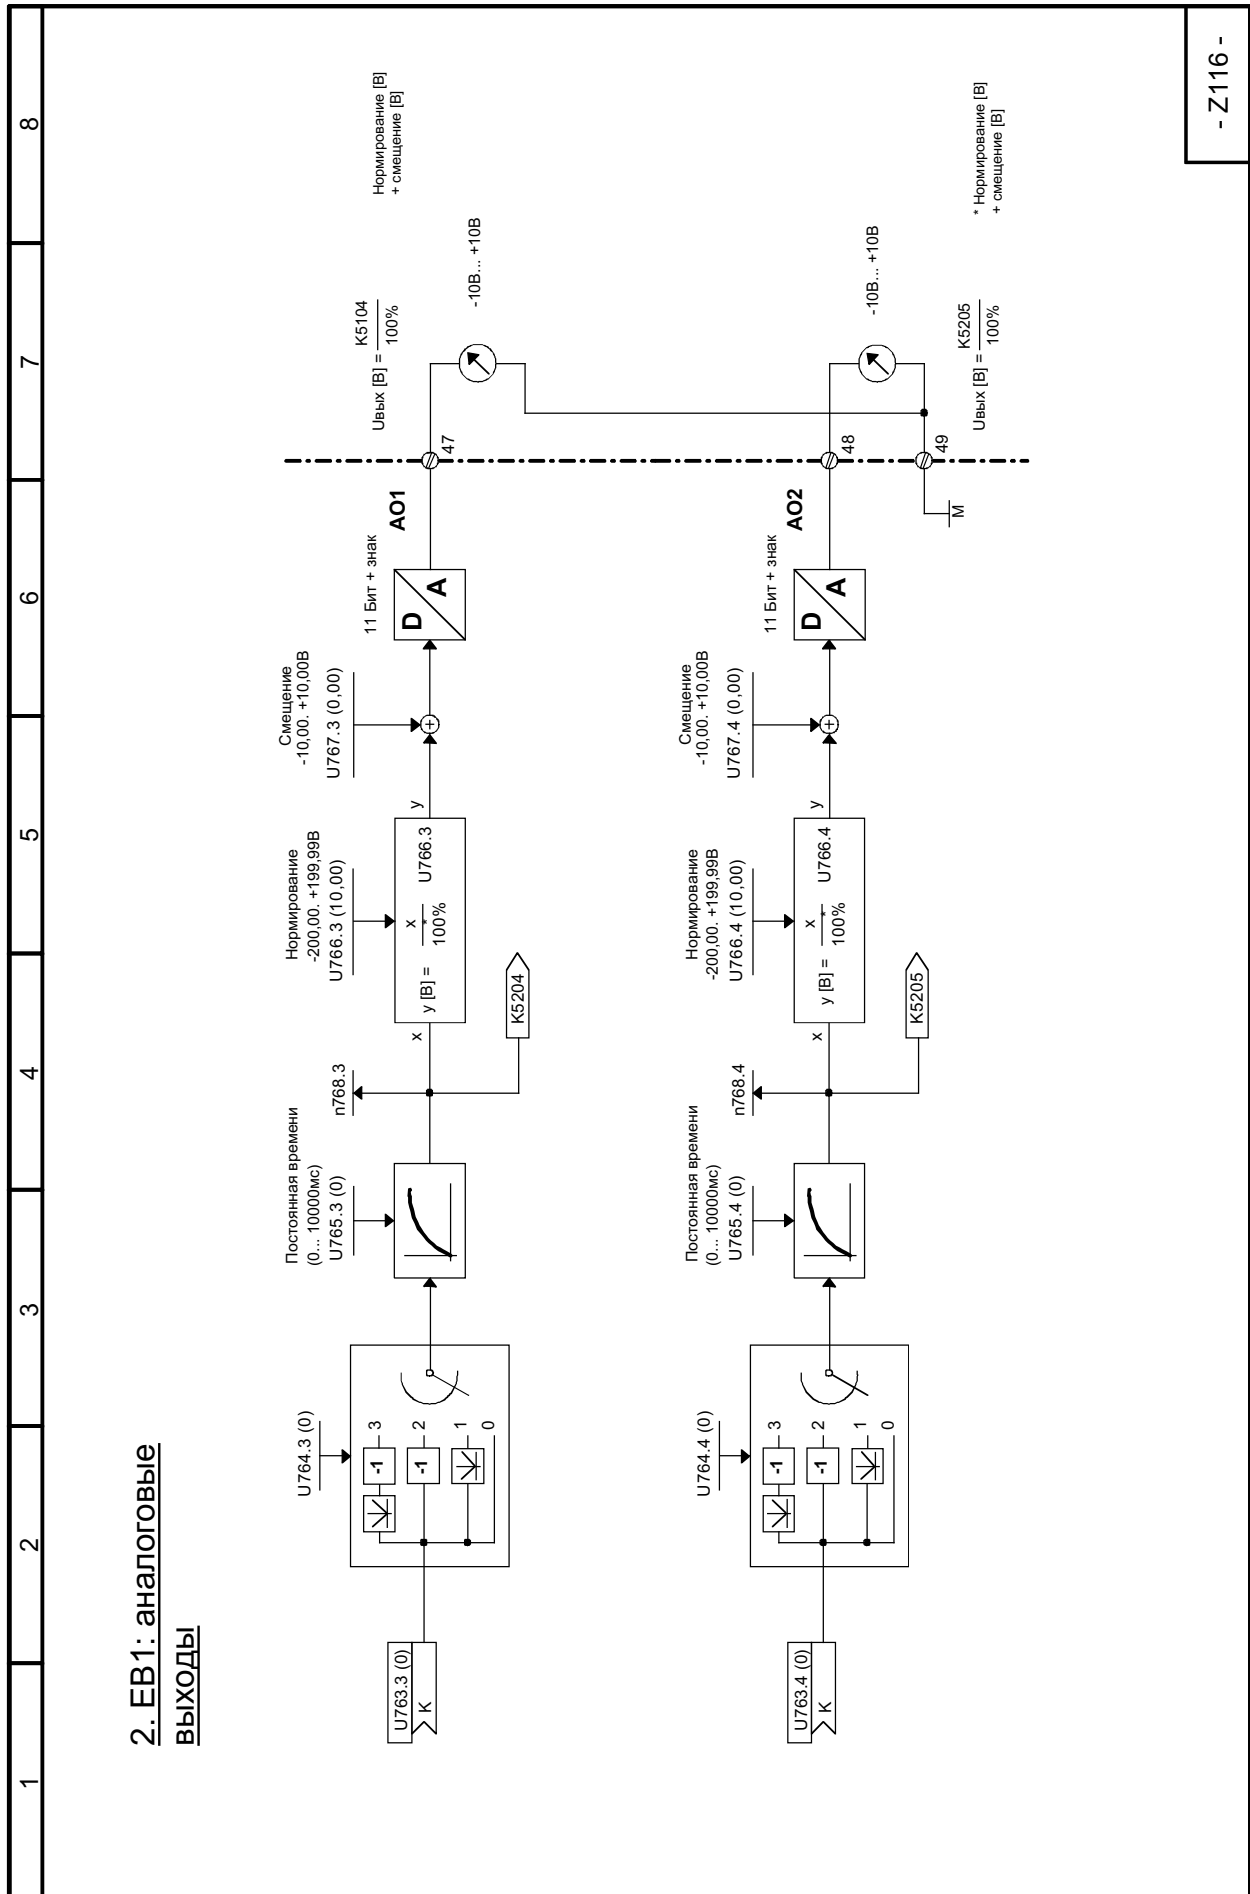 1 2 3 4 5 6 7 8
2. EB1: аналоговые
выходы
U763.3 (0)
K
U764.3 (0)
-1
3
-1
2
1
0
Постоянная времени
(0... 10000мс)
U765.3 (0)
n768.3
K5204
x
Нормирование
-200,00. +199,99В
U766.3 (10,00)
y [В] =
x
*
100%
U766.3
y
Смещение
-10,00. +10,00В
U767.3 (0,00)
+
11 Бит + знак
D
A
AO1
47
Uвых [В] =
K5104
100%
Нормирование [В]
+ смещение [В]
-10В... +10В
U763.4 (0)
K
U764.4 (0)
-1
3
-1
2
1
0
Постоянная времени
(0... 10000мс)
U765.4 (0)
n768.4
K5205
x
Нормирование
-200,00. +199,99В
U766.4 (10,00)
y [В] =
x
*
100%
U766.4
y
Смещение
-10,00. +10,00В
U767.4 (0,00)
+
11 Бит + знак
D
A
AO2
48
-10В... +10В
49
M
Uвых [В] =
K5205
100%
* Нормирование [В]
+ смещение [В]
- Z116 -